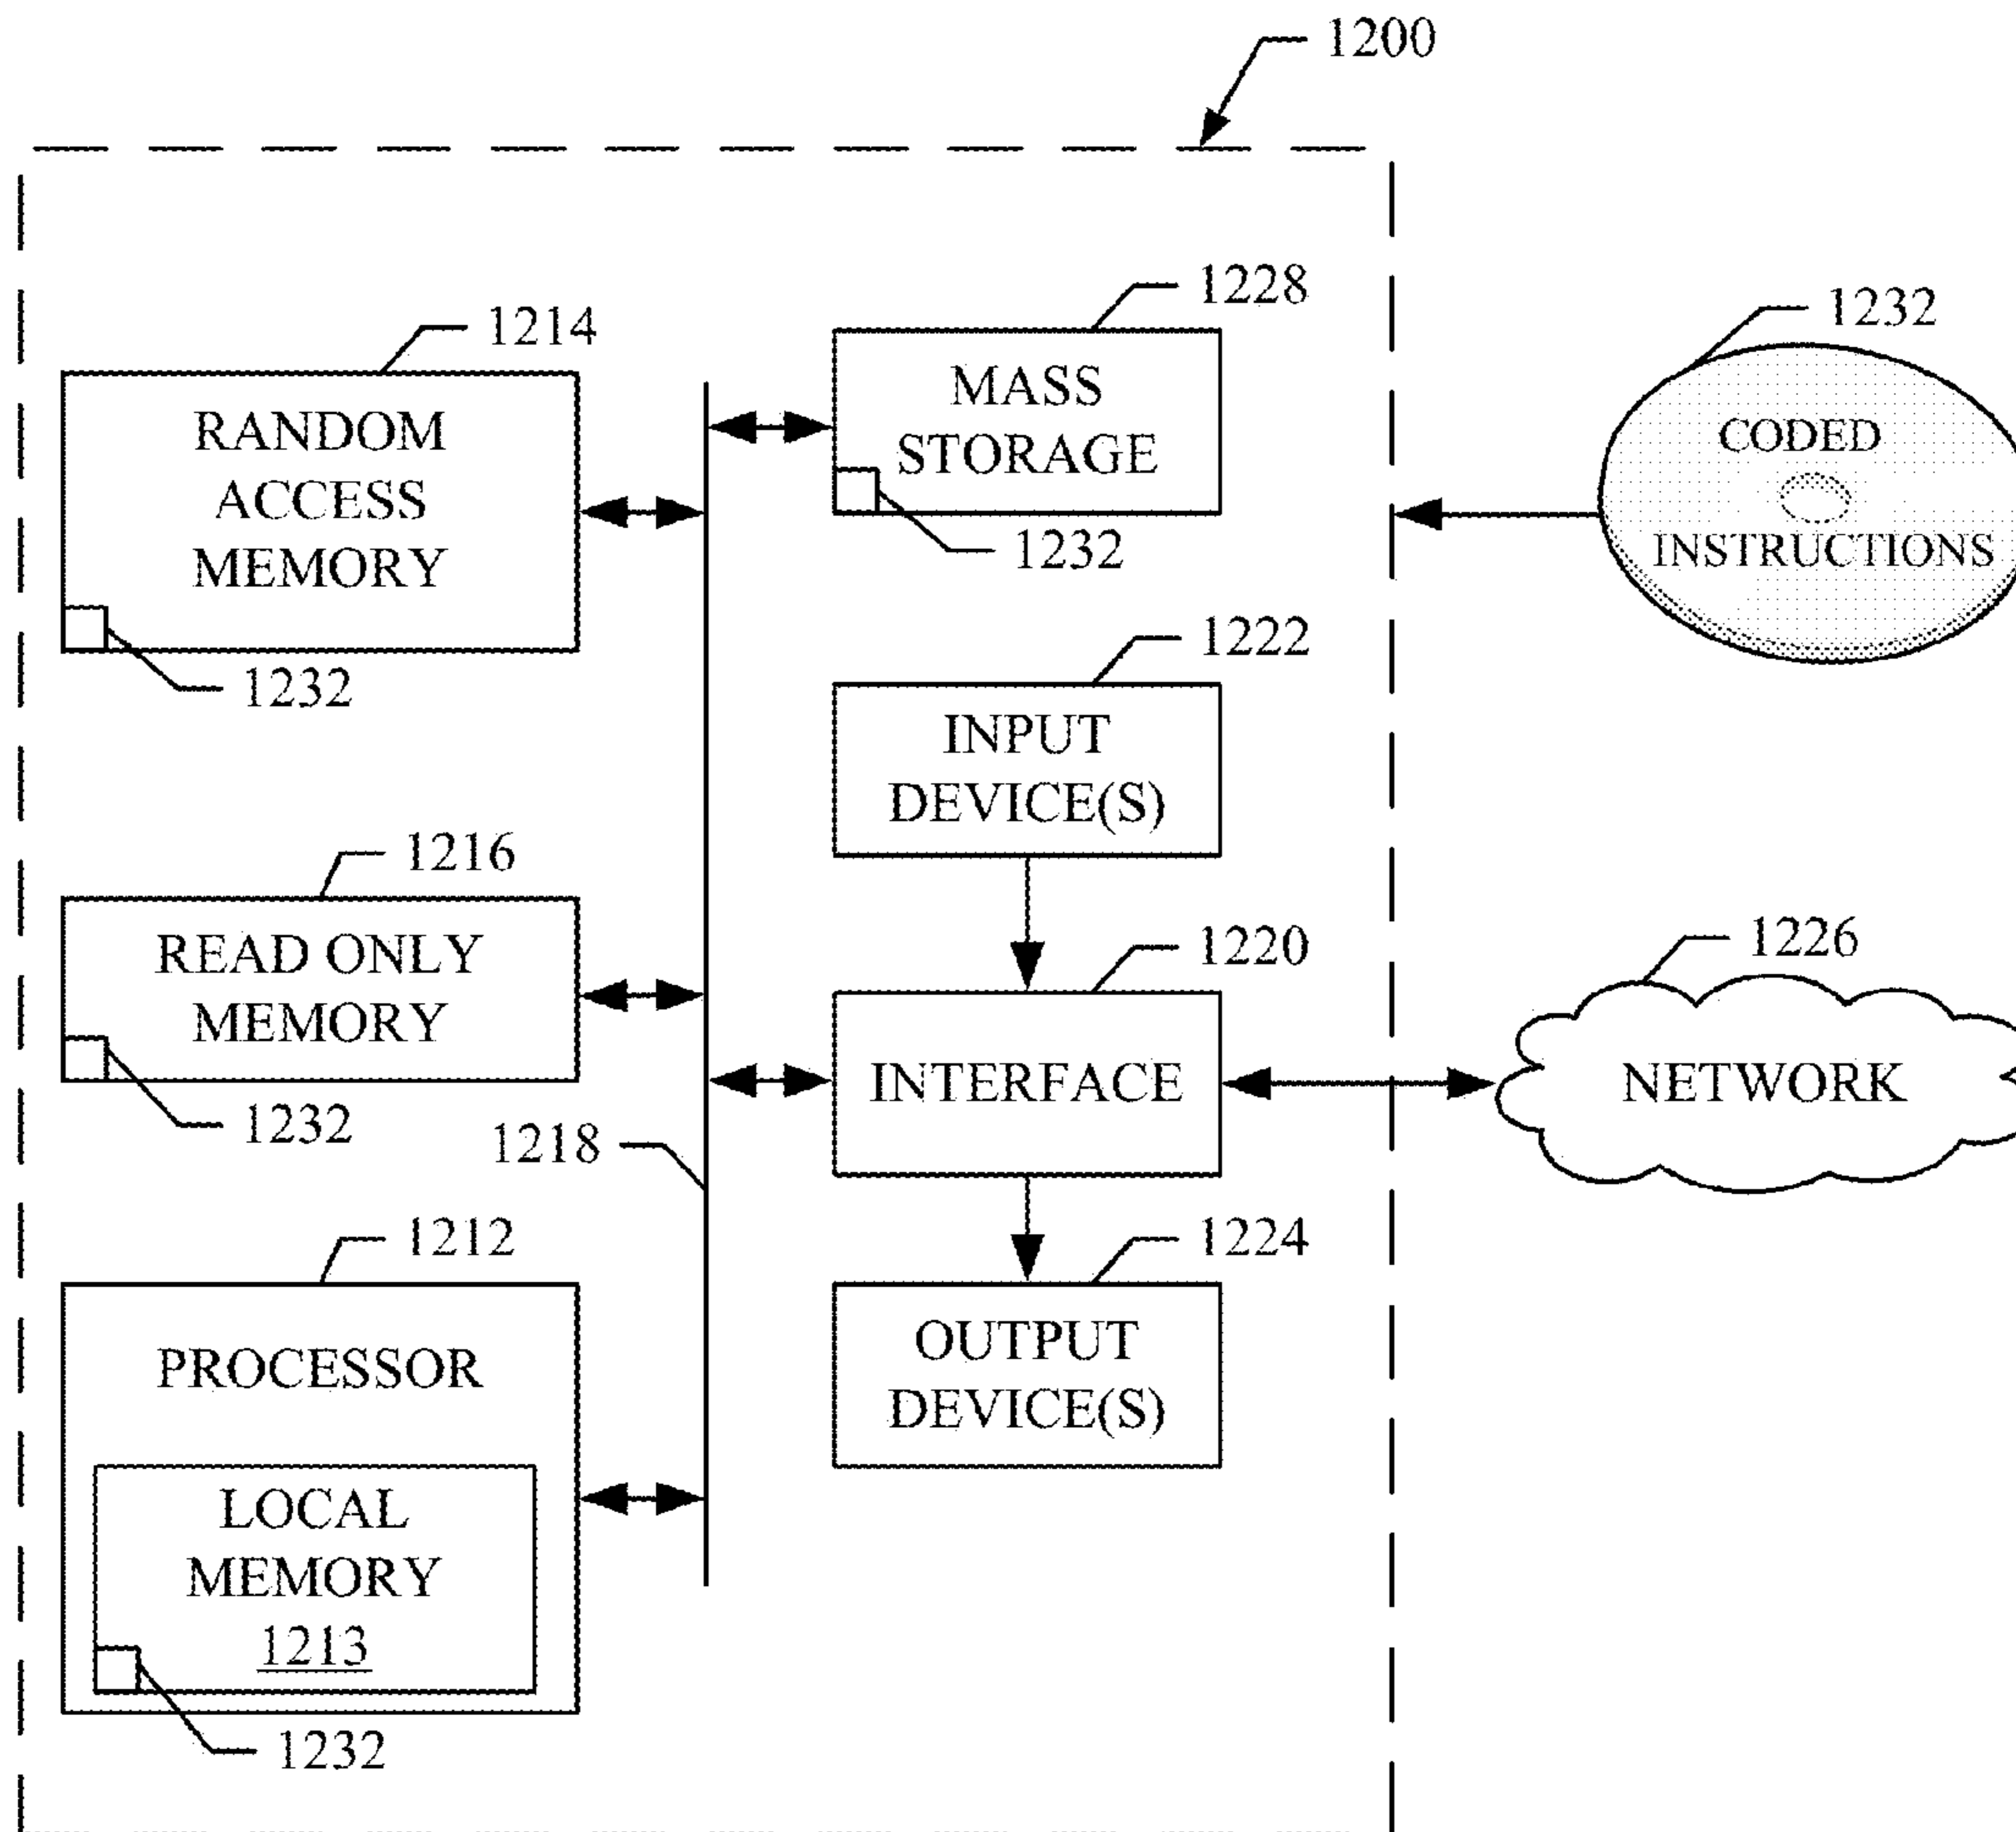 1200
1228
1214
MASS
STORAGE
1232
CODED
INSTRUCTIONS
RANDOM
ACCESS
MEMORY
1232
1232
1222
INPUT
DEVICE(S)
1216
READ ONLY
MEMORY
1232
1220
INTERFACE
1226
NETWORK
1218
1212
PROCESSOR
LOCAL
MEMORY
1213
1232
1224
OUTPUT
DEVICE(S)